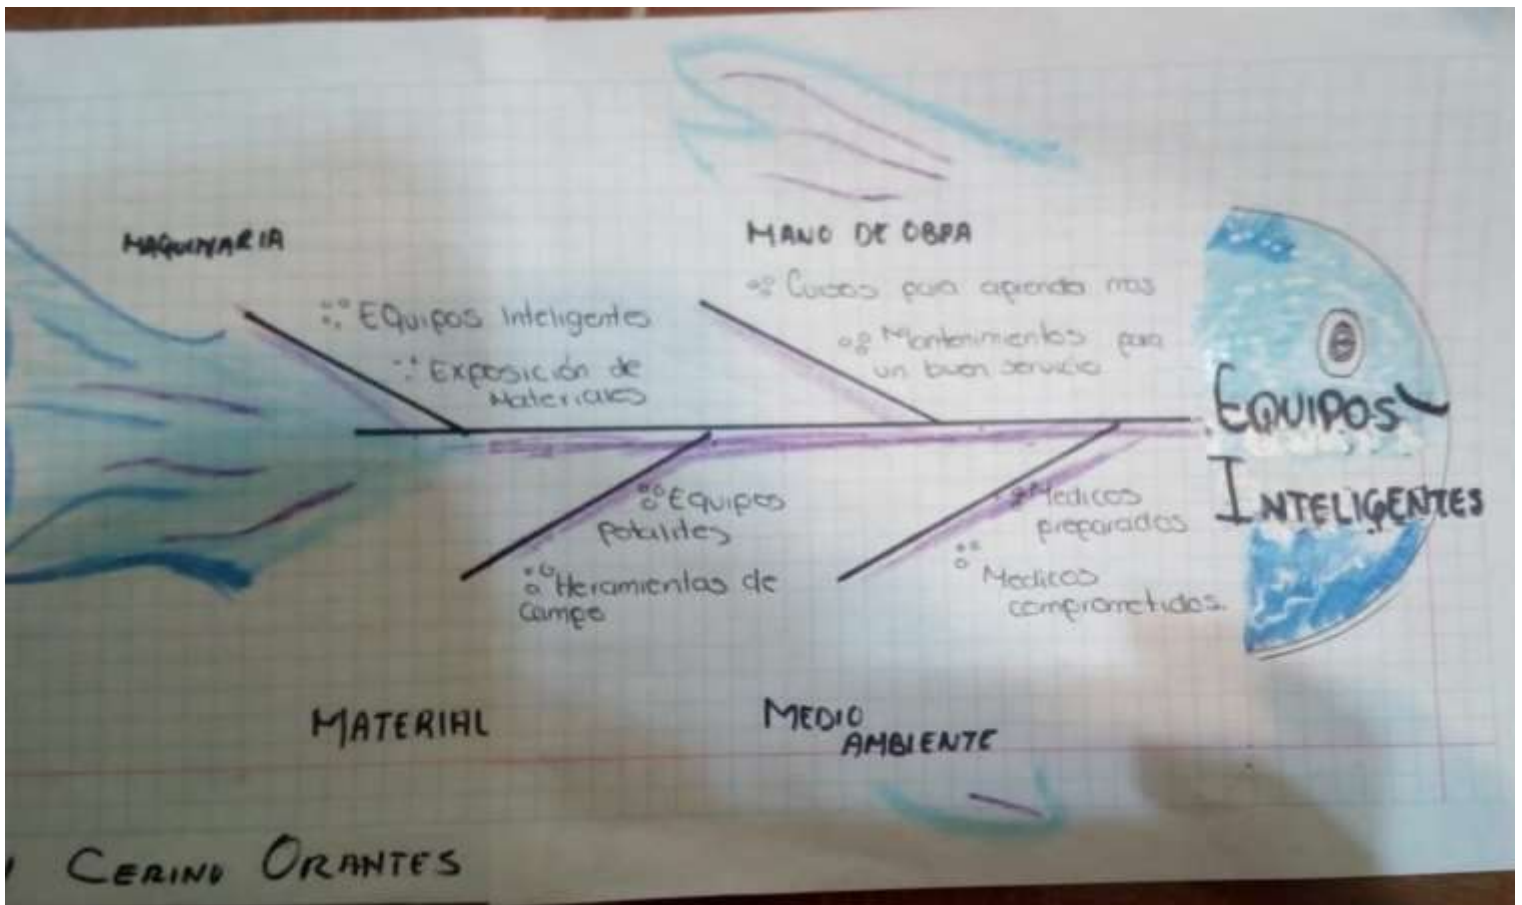 MAQUINARIA
Equipos Inteligentes
Exposición de
Materiales
MANO DE OBRA
Cursos para aprender mas
Mantenimientos para
un buen servicio
EQUIPOS
INTELIGENTES
Equipos
Heramientas de
Campo
MATERIAL
Medicos
preparados
Medicos
comprometidos.
MEDIO
AMBIENTE
CERINO ORANTES